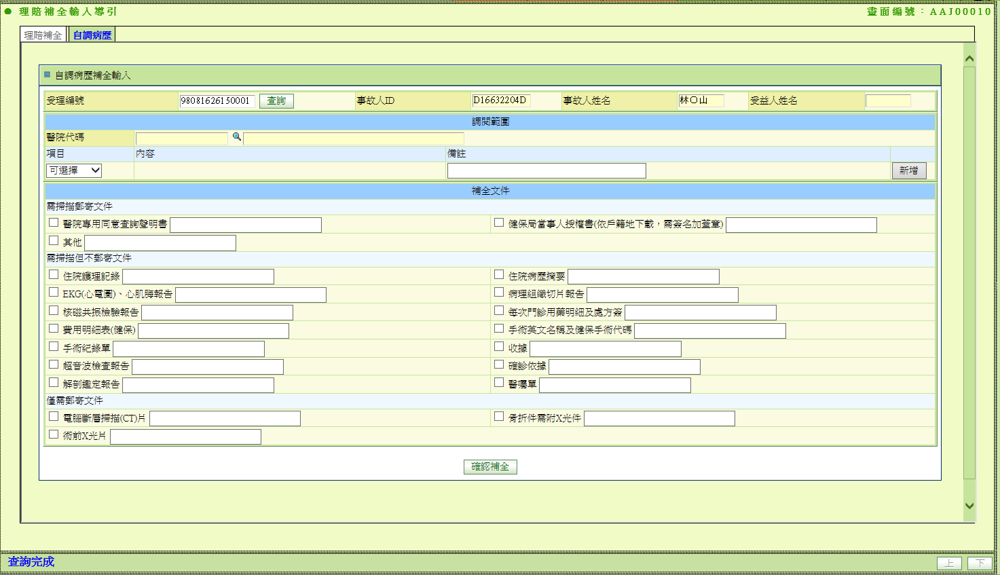 理賠補全輸入導引 畫面編號：AAJ00010
理賠補全 自調病歷
自調病歷補全輸入
受理編號 98081626150001 查詢 事故人ID D16632204D 事故人姓名 林○山 受益人姓名
調閱範圍
醫院代碼
項目 內容 備註
可選擇 新增
補全文件
需掃描郵寄文件
醫院專用同意查詢聲明書 健保局當事人授權書(依戶籍地下載，需簽名加蓋章)
其他
需掃描但不郵寄文件
住院護理記錄 住院病歷摘要
EKG(心電圖)、心肌脢報告 病理組織切片報告
核磁共振檢驗報告 每次門診用藥明細及處方簽
費用明細表(健保) 手術英文名稱及健保手術代碼
手術紀錄單 收據
超音波檢查報告 確診依據
解剖鑑定報告 醫囑單
僅需郵寄文件
電腦斷層掃描(CT)片 骨折件需附X光件
術前X光片
確認補全
查詢完成 上 下